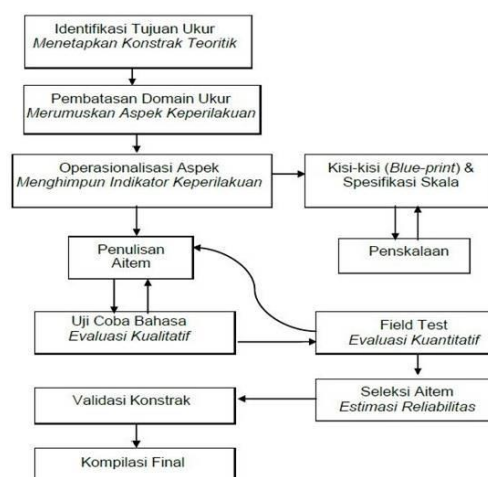 Identifikasi Tujuan Ukur
Menetapkan Konstrak Teoritik
Pembatasan Domain Ukur
Merumuskan Aspek Keperilakuan
Operasionalisasi Aspek
Menghimpun Indikator Keperilakuan
Kisi-kisi (Blue-print) &
Spesifikasi Skala
Penulisan
Aitem
Penskalaan
Uji Coba Bahasa
Evaluasi Kualitatif
Field Test
Evaluasi Kuantitatif
Seleksi Aitem
Estimasi Reliabilitas
Validasi Konstrak
Kompilasi Final